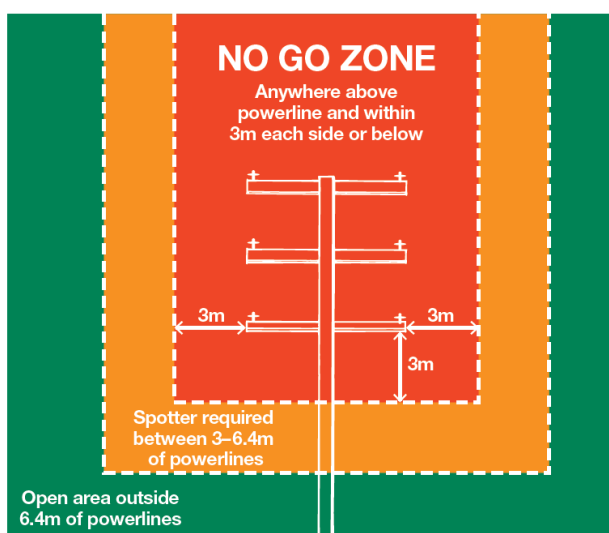 NO GO ZONE
Anywhere above
powerline and within
3m each side or below
3m
3m
3m
Spotter required
between 3–6.4m
of powerlines
Open area outside
6.4m of powerlines